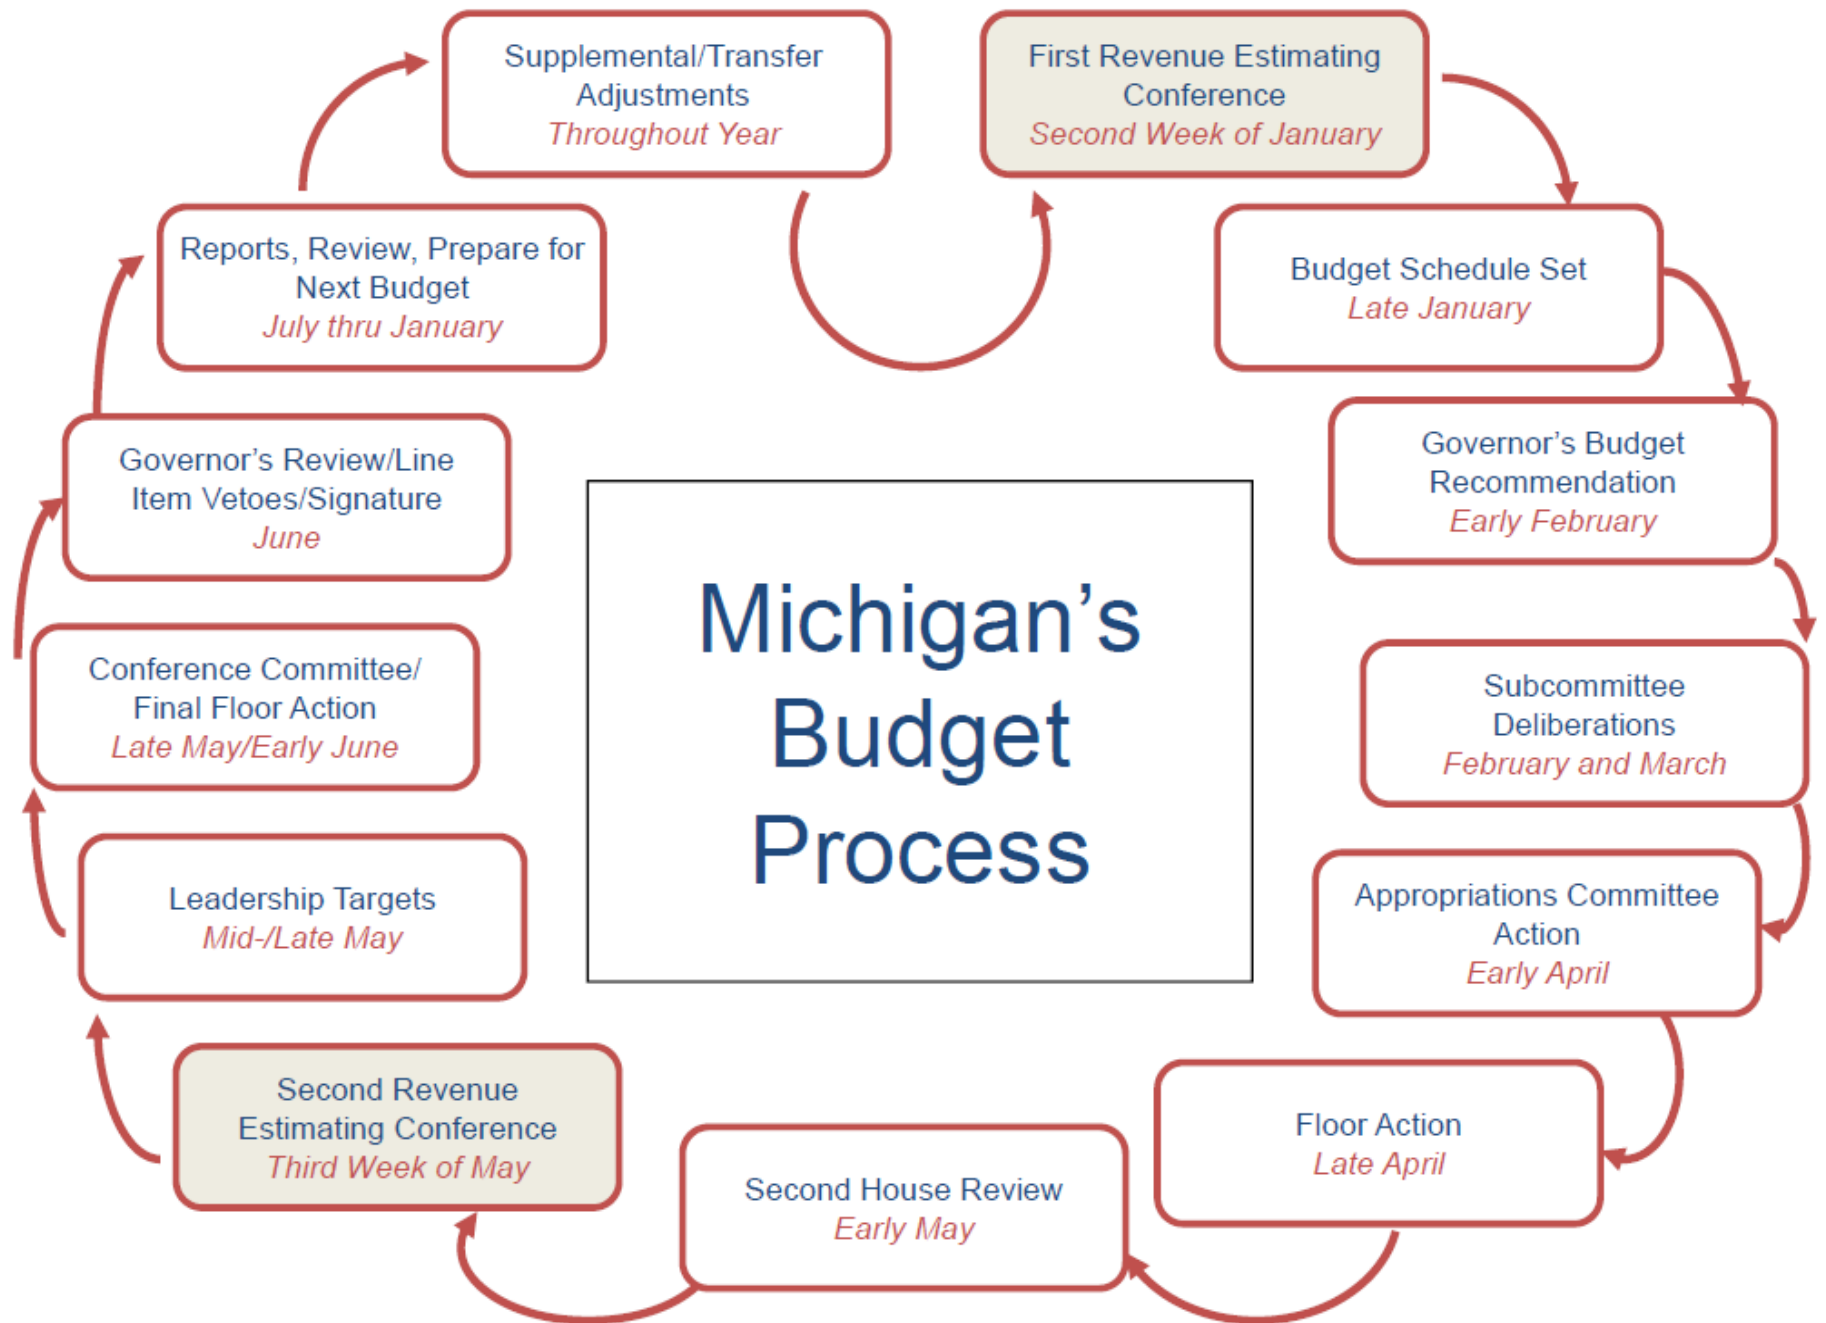 Supplemental/Transfer
Adjustments
Throughout Year
First Revenue Estimating
Conference
Second Week of January
Budget Schedule Set
Late January
Governor’s Budget
Recommendation
Early February
Subcommittee
Deliberations
February and March
Appropriations Committee
Action
Early April
Floor Action
Late April
Second House Review
Early May
Second Revenue
Estimating Conference
Third Week of May
Leadership Targets
Mid-/Late May
Conference Committee/
Final Floor Action
Late May/Early June
Governor’s Review/Line
Item Vetoes/Signature
June
Reports, Review, Prepare for
Next Budget
July thru January
Michigan’s
Budget
Process